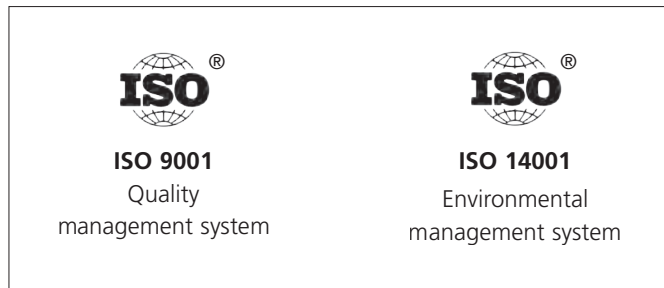 ISO ®
ISO 9001
Quality
management system
ISO ®
ISO 14001
Environmental
management system